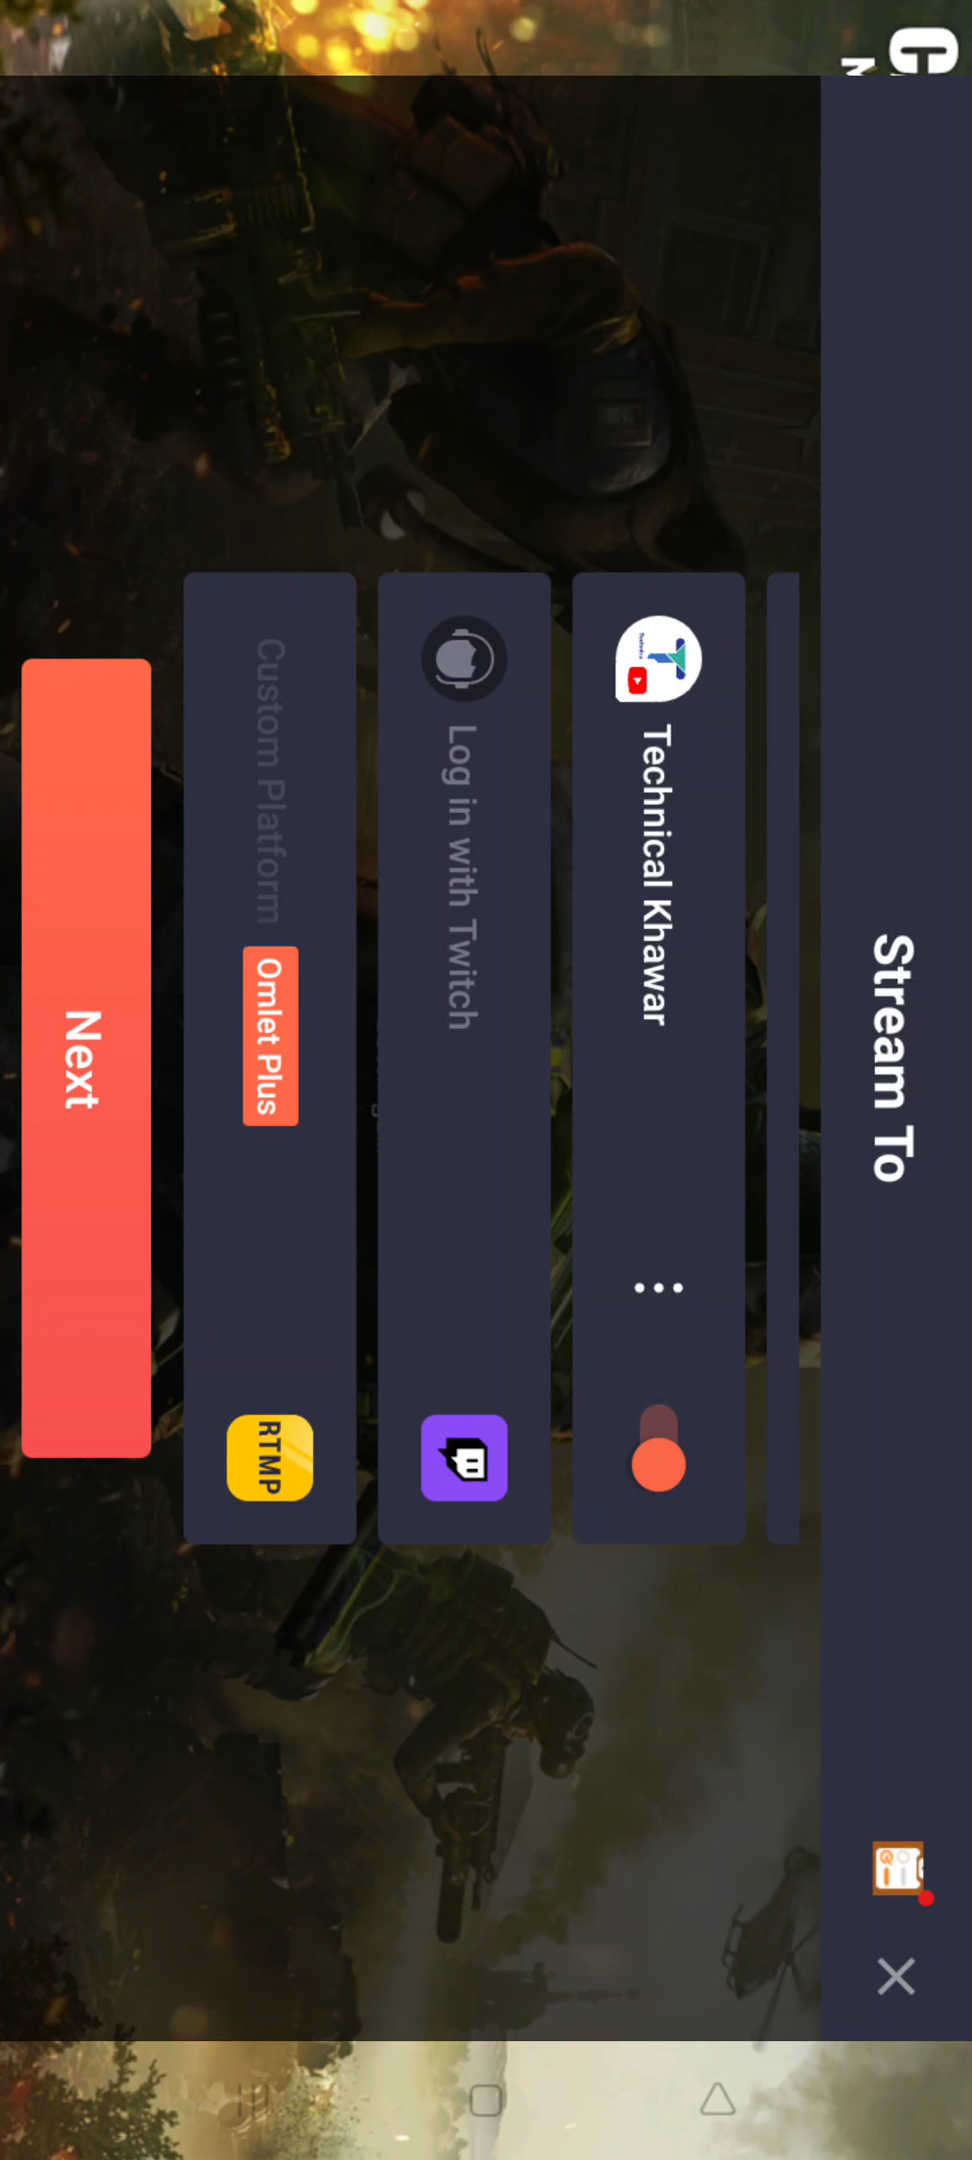 Stream To
Technical Khawar
Log in with Twitch
Custom Platform
Omlet Plus
RTMP
Next